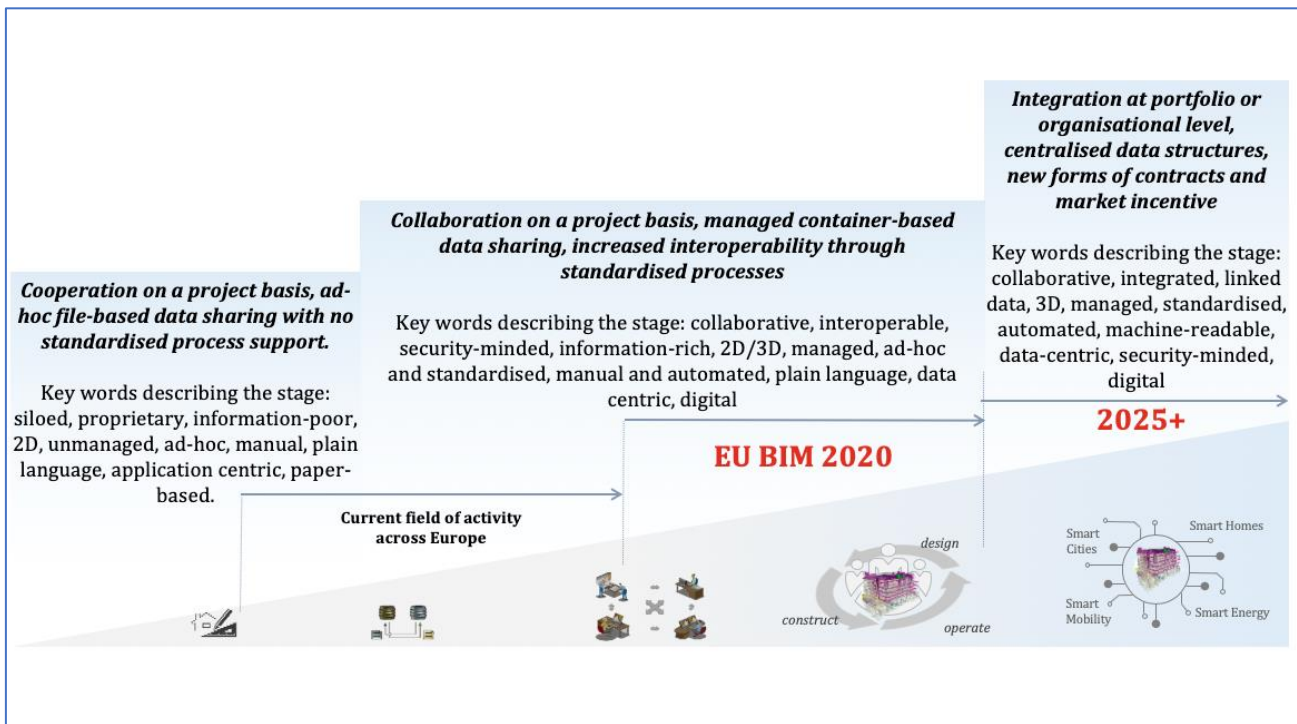 Cooperation on a project basis, ad-
hoc file-based data sharing with no
standardised process support.
Key words describing the stage:
siloed, proprietary, information-poor,
2D, unmanaged, ad-hoc, manual, plain
language, application centric, paper-
based.
Current field of activity
across Europe
Collaboration on a project basis, managed container-based
data sharing, increased interoperability through
standardised processes
Key words describing the stage: collaborative, interoperable,
security-minded, information-rich, 2D/3D, managed, ad-hoc
and standardised, manual and automated, plain language, data
centric, digital
EU BIM 2020
design
construct
operate
Integration at portfolio or
organisational level,
centralised data structures,
new forms of contracts and
market incentive
Key words describing the stage:
collaborative, integrated, linked
data, 3D, managed, standardised,
automated, machine-readable,
data-centric, security-minded,
digital
2025+
Smart
Cities
Smart Homes
Smart
Mobility
Smart Energy